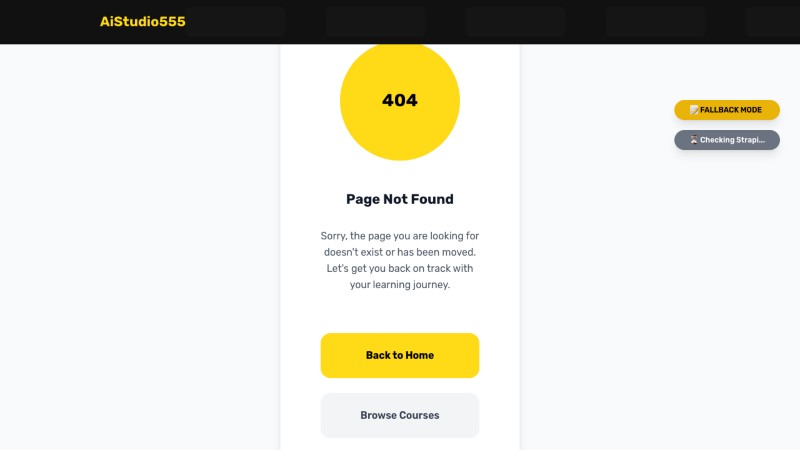 AiStudio555
404
📝 FALLBACK MODE
⏳ Checking Strapi...
Page Not Found
Sorry, the page you are looking for
doesn't exist or has been moved.
Let's get you back on track with
your learning journey.
Back to Home
Browse Courses